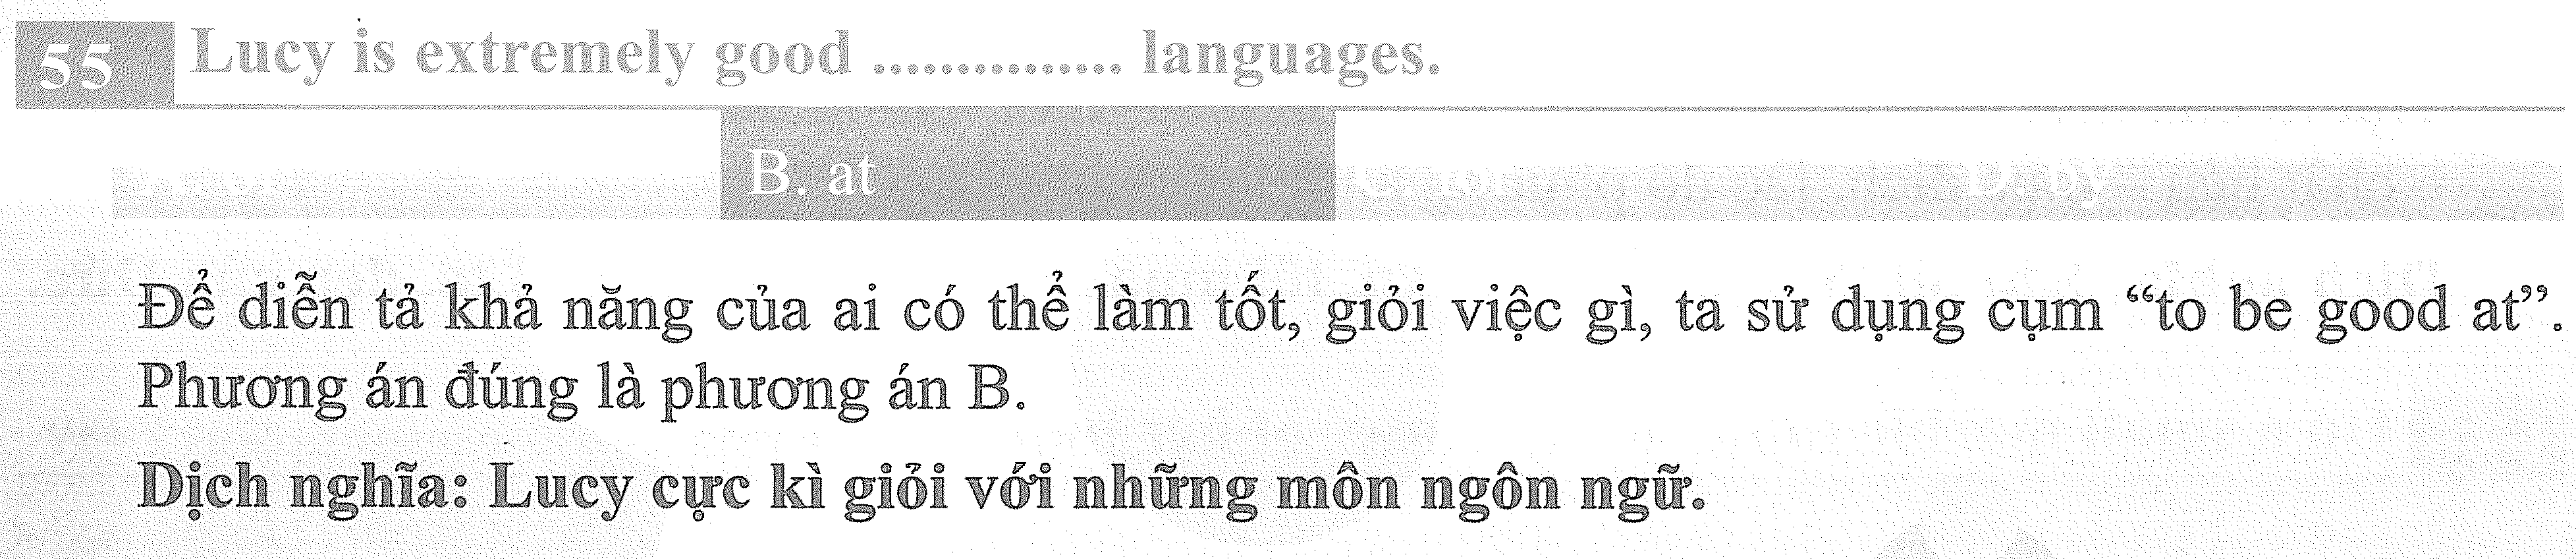 55 Lucy is extremely good .............. languages.
B. at C. for D. by
Để diễn tả khả năng của ai có thể làm tốt, giỏi việc gì, ta sử dụng cụm “to be good at”.
Phương án đúng là phương án B.
Dịch nghĩa: Lucy cực kì giỏi với những môn ngôn ngữ.